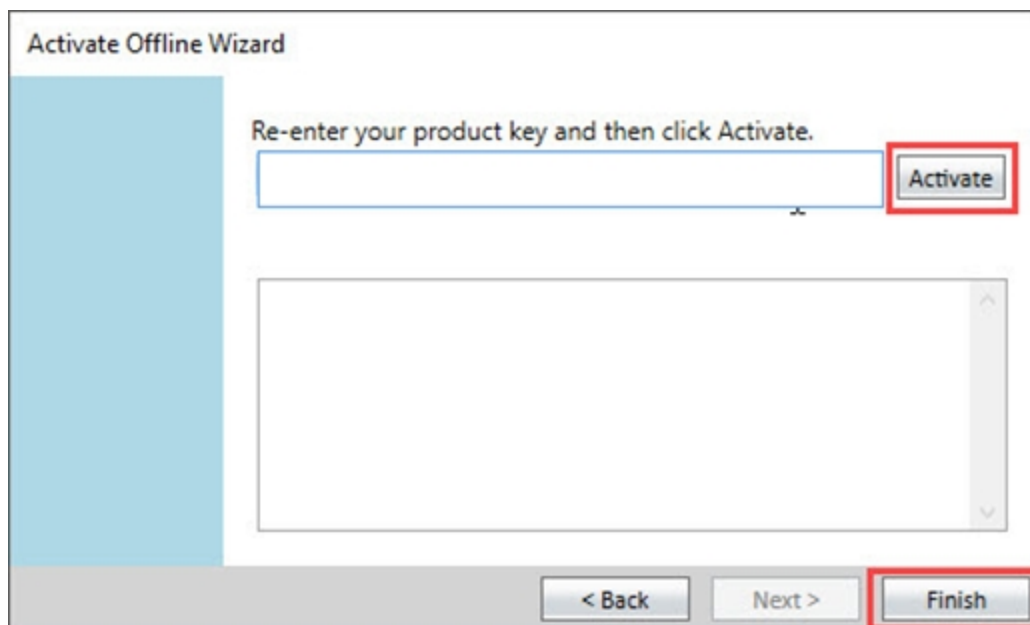 Activate Offline Wizard
Re-enter your product key and then click Activate.
Activate
< Back
Next >
Finish